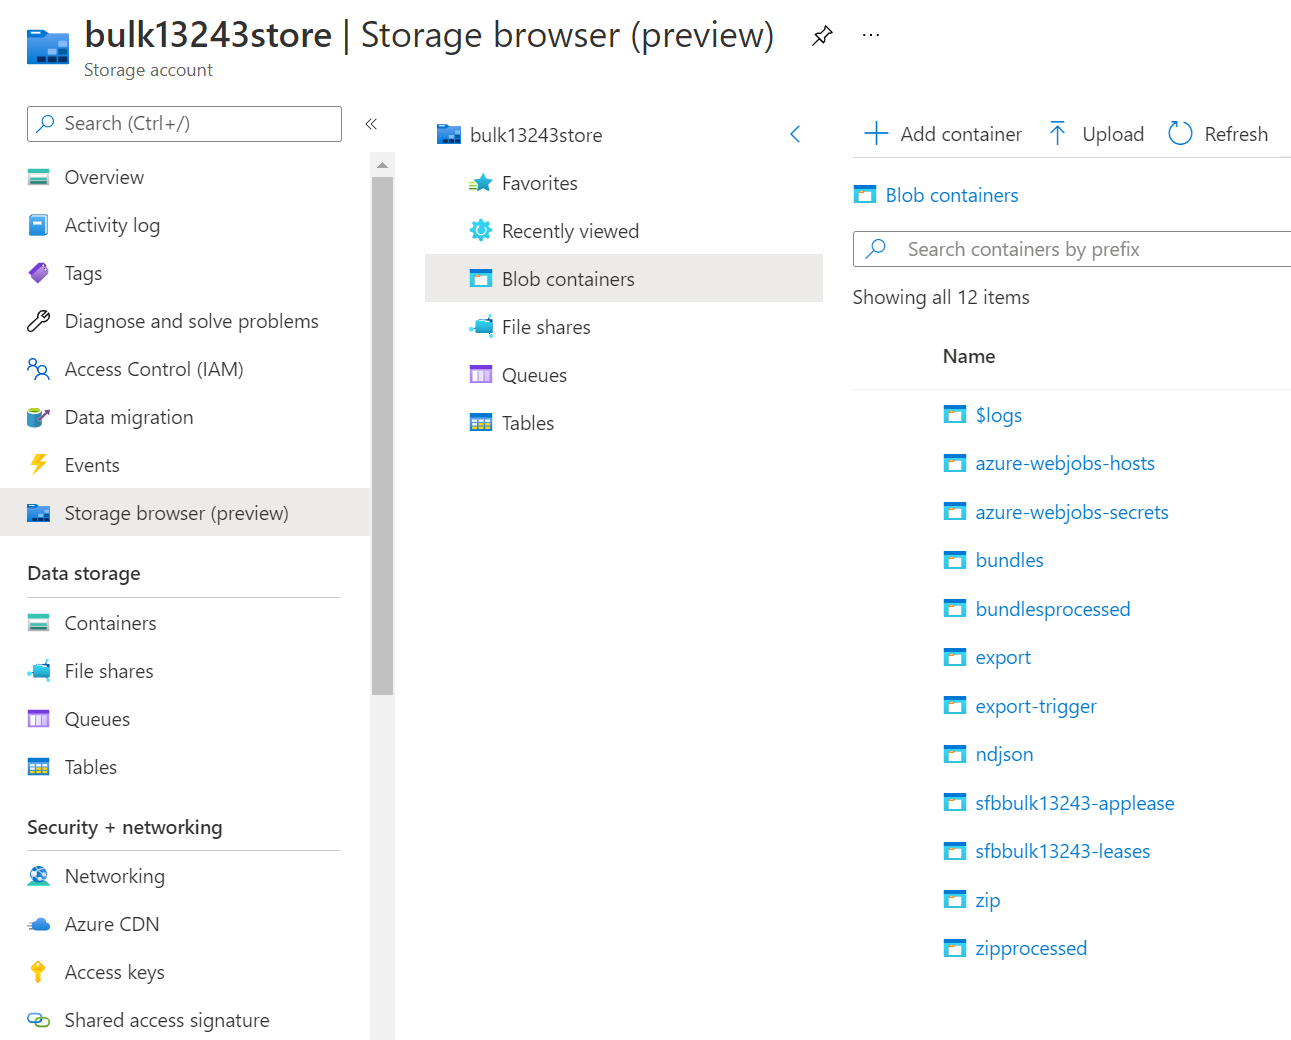 bulk13243store | Storage browser (preview)
...
Storage account
Search (Ctrl+/)
«
Overview
Activity log
Tags
Diagnose and solve problems
Access Control (IAM)
Data migration
Events
Storage browser (preview)
Data storage
Containers
File shares
Queues
Tables
Security + networking
Networking
Azure CDN
Access keys
Shared access signature
bulk13243store
Favorites
Recently viewed
Blob containers
File shares
Queues
Tables
Add container Upload Refresh
Blob containers
Search containers by prefix
Showing all 12 items
Name
$logs
azure-webjobs-hosts
azure-webjobs-secrets
bundles
bundlesprocessed
export
export-trigger
ndjson
sfbbulk13243-applease
sfbbulk13243-leases
zip
zipprocessed